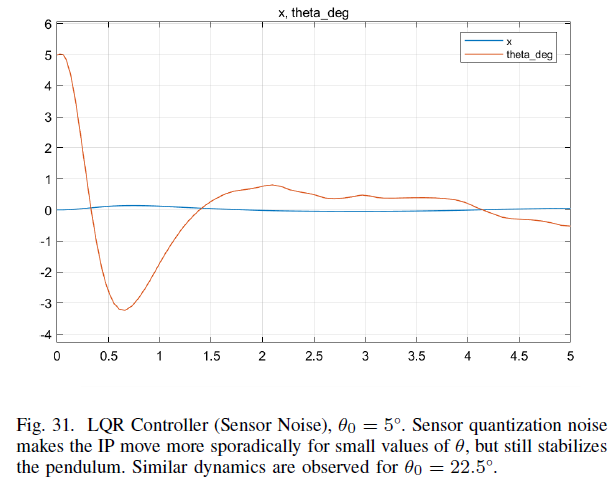 x, theta_deg
6
5
4
3
2
1
0
-1
-2
-3
-4
x
theta_deg
0 0.5 1 1.5 2 2.5 3 3.5 4 4.5 5
Fig. 31. LQR Controller (Sensor Noise), θ0 = 5°. Sensor quantization noise
makes the IP move more sporadically for small values of θ, but still stabilizes
the pendulum. Similar dynamics are observed for θ0 = 22.5°.